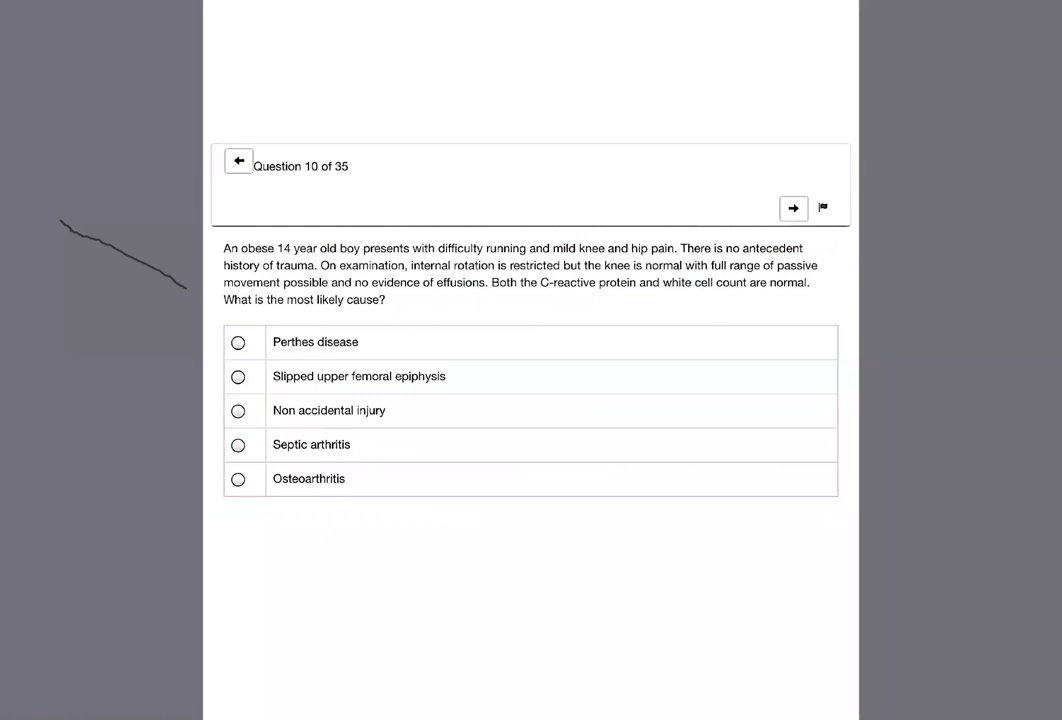 Question 10 of 35
An obese 14 year old boy presents with difficulty running and mild knee and hip pain. There is no antecedent
history of trauma. On examination, internal rotation is restricted but the knee is normal with full range of passive
movement possible and no evidence of effusions. Both the C-reactive protein and white cell count are normal.
What is the most likely cause?
Perthes disease
Slipped upper femoral epiphysis
Non accidental injury
Septic arthritis
Osteoarthritis